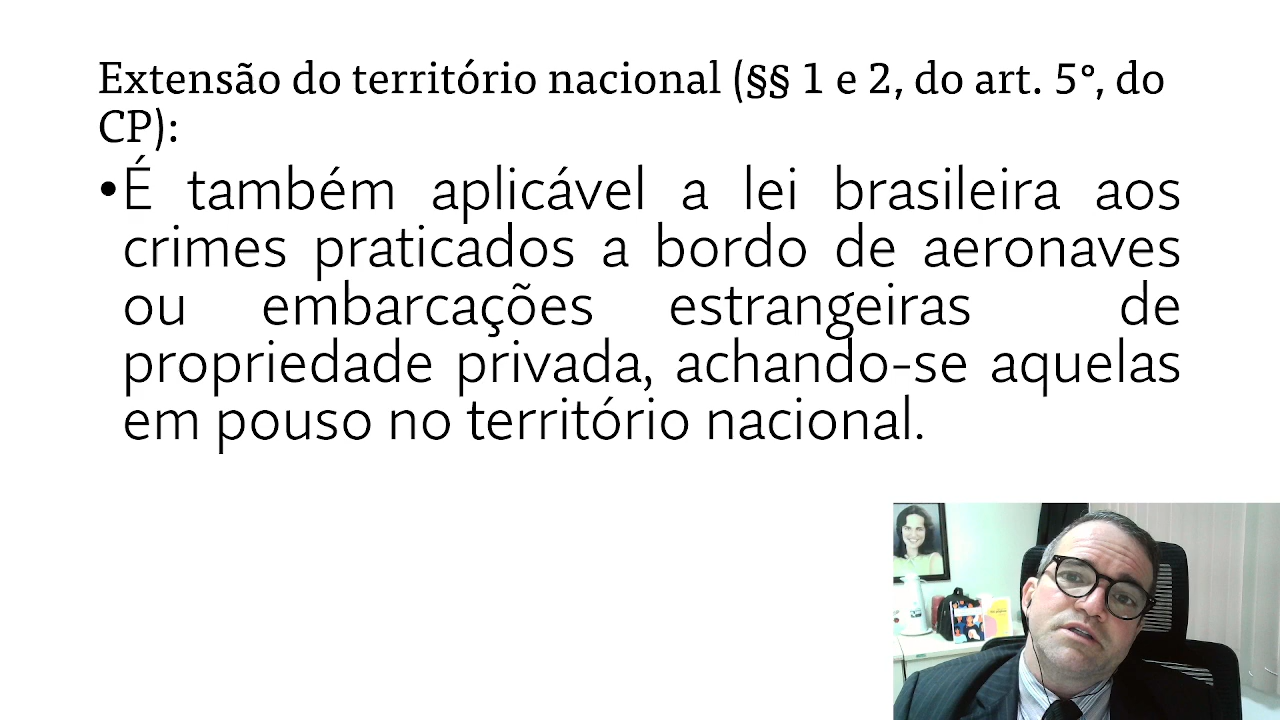 Extensão do território nacional (§§ 1 e 2, do art. 5°, do
CP):
•É também aplicável a lei brasileira aos
crimes praticados a bordo de aeronaves
ou embarcações estrangeiras de
propriedade privada, achando-se aquelas
em pouso no território nacional.